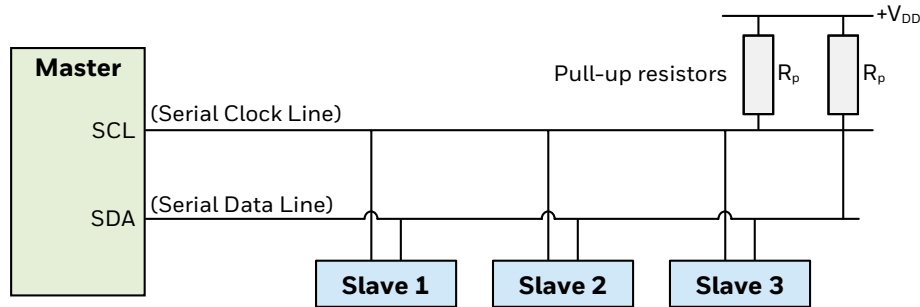 +V_DD
Master
Pull-up resistors
R_p
R_p
(Serial Clock Line)
SCL
(Serial Data Line)
SDA
Slave 1
Slave 2
Slave 3